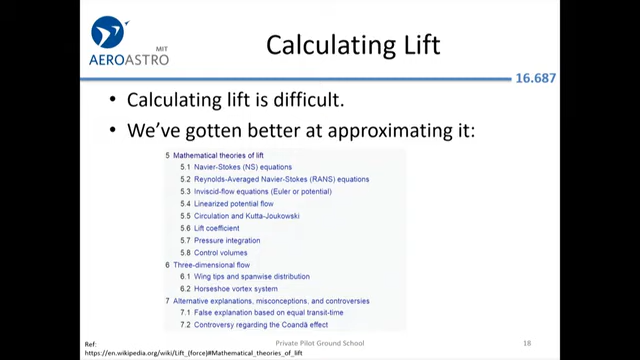 MIT
AEROASTRO
Calculating Lift
16.687
• Calculating lift is difficult.
• We've gotten better at approximating it:
5 Mathematical theories of lift
5.1 Navier-Stokes (NS) equations
5.2 Reynolds-Averaged Navier-Stokes (RANS) equations
5.3 Inviscid-flow equations (Euler or potential)
5.4 Linearized potential flow
5.5 Circulation and Kutta-Joukowski
5.6 Lift coefficient
5.7 Pressure integration
5.8 Control volumes
6 Three-dimensional flow
6.1 Wing tips and spanwise distribution
6.2 Horseshoe vortex system
7 Alternative explanations, misconceptions, and controversies
7.1 False explanation based on equal transit-time
7.2 Controversy regarding the Coandă effect
Ref:
https://en.wikipedia.org/wiki/Lift_(force)#Mathematical_theories_of_lift
Private Pilot Ground School
18